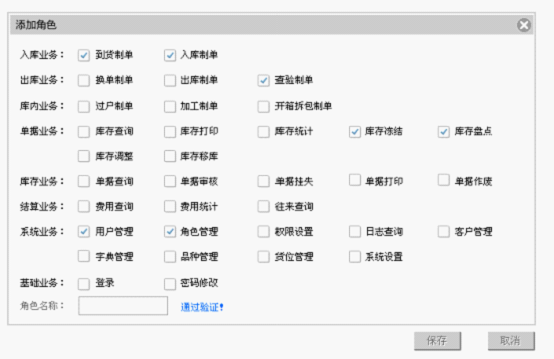 添加角色
入库业务： 到货制单 入库制单
出库业务： 换单制单 出库制单 查验制单
库内业务： 过户制单 加工制单 开箱拆包制单
单据业务： 库存查询 库存打印 库存统计 库存冻结 库存盘点
库存调整 库存移库
库存业务： 单据查询 单据审核 单据挂失 单据打印 单据作废
结算业务： 费用查询 费用统计 往来查询
系统业务： 用户管理 角色管理 权限设置 日志查询 客户管理
字典管理 品种管理 货位管理 系统设置
基础业务： 登录 密码修改
角色名称： 通过验证!
保存 取消